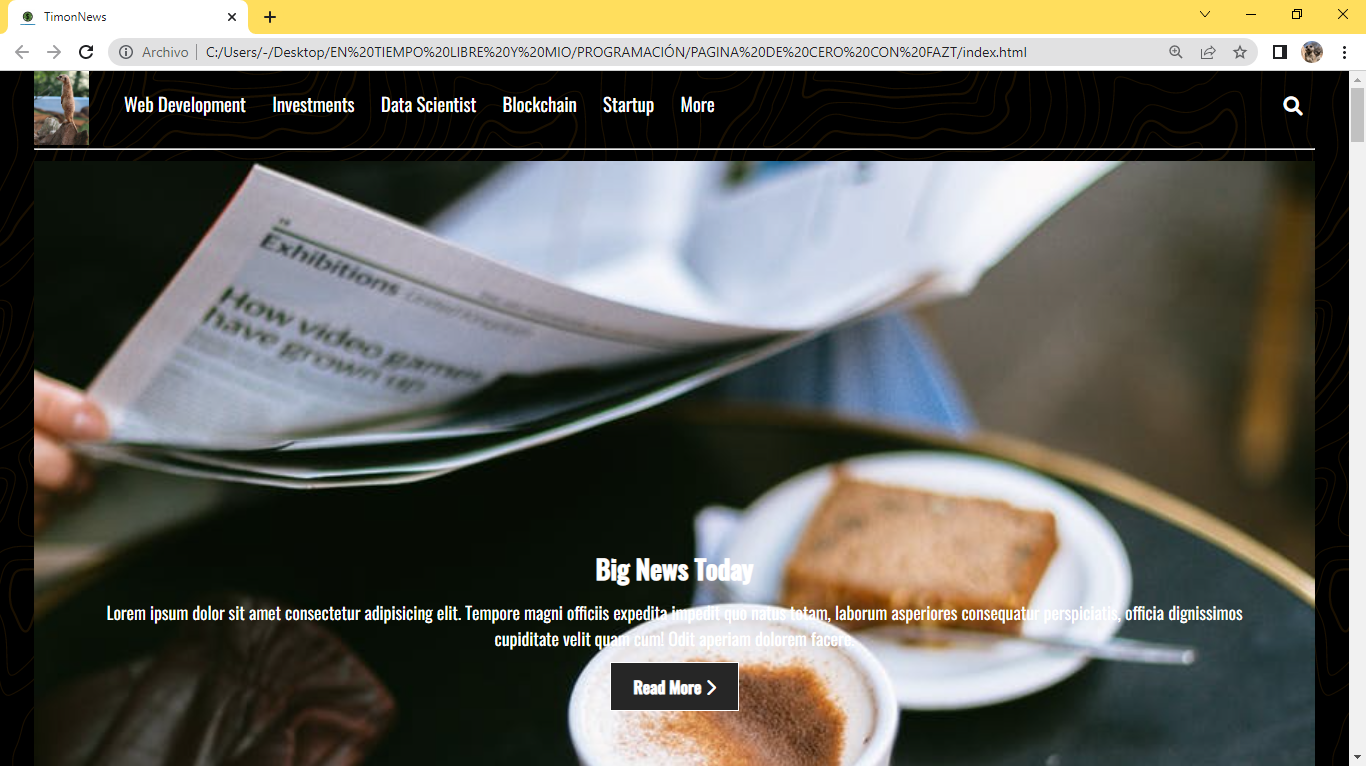 TimonNews
Archivo | C:/Users/-/Desktop/EN%20TIEMPO%20LIBRE%20Y%20MIO/PROGRAMACIÓN/PAGINA%20DE%20CERO%20CON%20FAZT/index.html
Web Development Investments Data Scientist Blockchain Startup More
Exhibitions United Kingdom
How video games
have grown up
Big News Today
Lorem ipsum dolor sit amet consectetur adipisicing elit. Tempore magni officiis expedita impedit quo natus totam, laborum asperiores consequatur perspiciatis, officia dignissimos
cupiditate velit quam cum! Odit aperiam dolorem facere.
Read More